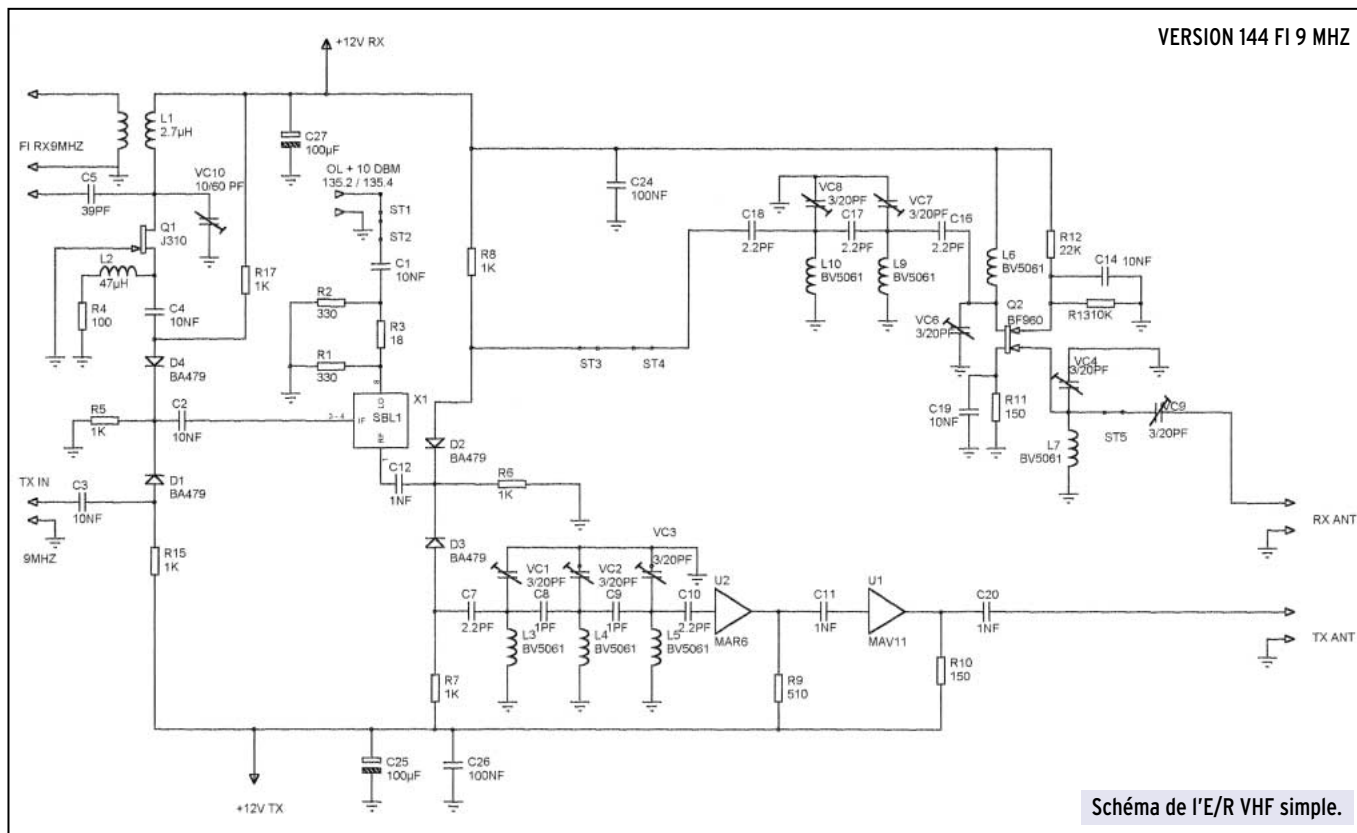 VERSION 144 FI 9 MHZ
+12V RX
L1
2.7µH
FI RX9MHZ
C5
39PF
VC10
10/60 PF
Q1
J310
L2
47µH
R4
100
C4
10NF
R17
1K
C27
100µF
OL + 10 DBM
135.2 / 135.4
ST1
ST2
C1
10NF
R2
330
R3
18
R1
330
D4
BA479
R5
1K
C2
10NF
3-4
IF
LO
8
SBL1
RF
1
X1
C12
1NF
D1
BA479
TX IN
C3
10NF
9MHZ
R15
1K
R8
1K
D2
BA479
R6
1K
D3
BA479
C24
100NF
ST3
ST4
C18
2.2PF
VC8
3/20PF
C17
2.2PF
VC7
3/20PF
C16
2.2PF
L10
BV5061
L9
BV5061
L6
BV5061
R12
22K
C14 10NF
Q2
BF960
R1310K
VC6
3/20PF
C19
10NF
R11
150
VC4
3/20PF
L7
BV5061
ST5
VC9
3/20PF
RX ANT
C7
2.2PF
VC1
3/20PF
C8
1PF
VC2
3/20PF
C9
1PF
VC3
3/20PF
C10
2.2PF
L3
BV5061
L4
BV5061
L5
BV5061
U2
MAR6
C11
1NF
U1
MAV11
C20
1NF
TX ANT
R7
1K
R9
510
R10
150
C25
100µF
C26
100NF
+12V TX
Schéma de l'E/R VHF simple.